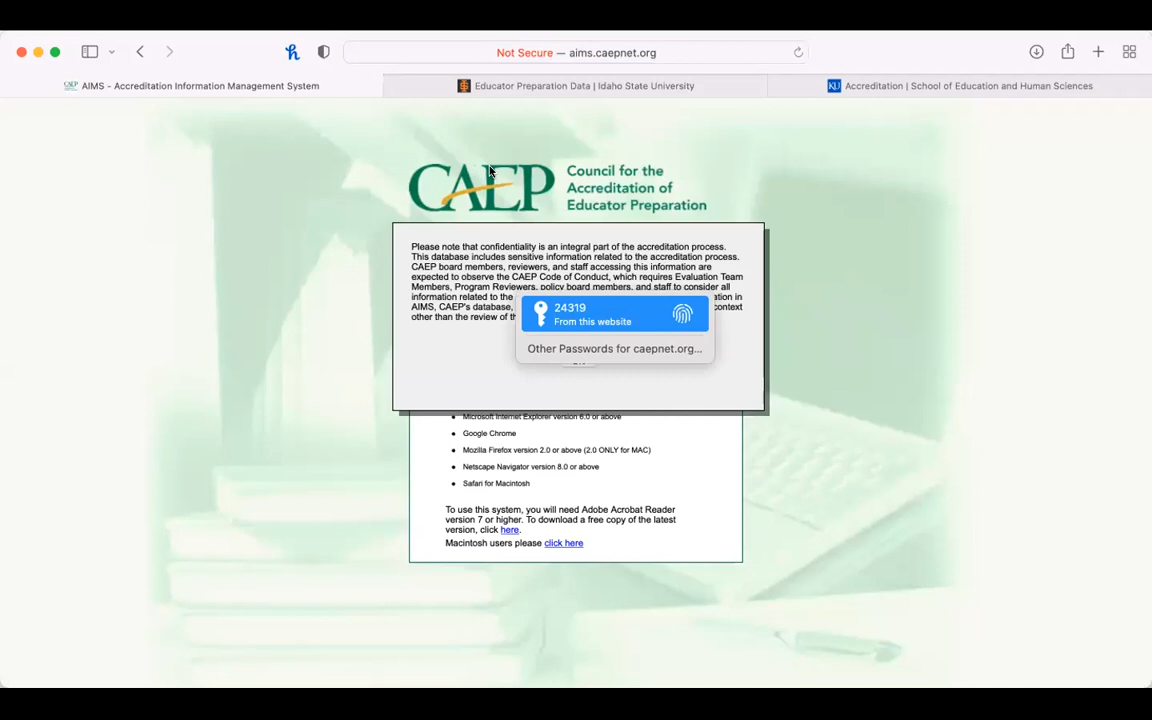 Not Secure — aims.caepnet.org
AIMS - Accreditation Information Management System
Educator Preparation Data | Idaho State University
KU Accreditation | School of Education and Human Sciences
CAEP
Council for the
Accreditation of
Educator Preparation
Please note that confidentiality is an integral part of the accreditation process.
This database includes sensitive information related to the accreditation process.
CAEP board members, reviewers, and staff accessing this information are
expected to observe the CAEP Code of Conduct, which requires Evaluation Team
Members, Program Reviewers, policy board members, and staff to consider all
information related to the
ation in
AIMS, CAEP's database,
context
other than the review of th
24319
From this website
Other Passwords for caepnet.org...
Microsoft Internet Explorer version 6.0 or above
Google Chrome
Mozilla Firefox version 2.0 or above (2.0 ONLY for MAC)
Netscape Navigator version 8.0 or above
Safari for Macintosh
To use this system, you will need Adobe Acrobat Reader
version 7 or higher. To download a free copy of the latest
version, click here.
Macintosh users please click here